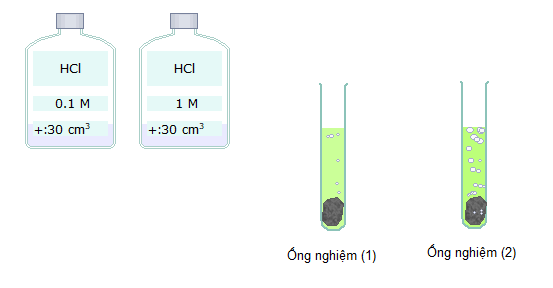 HCl
0.1 M
+:30 cm³
HCl
1 M
+:30 cm³
Ống nghiệm (1)
Ống nghiệm (2)